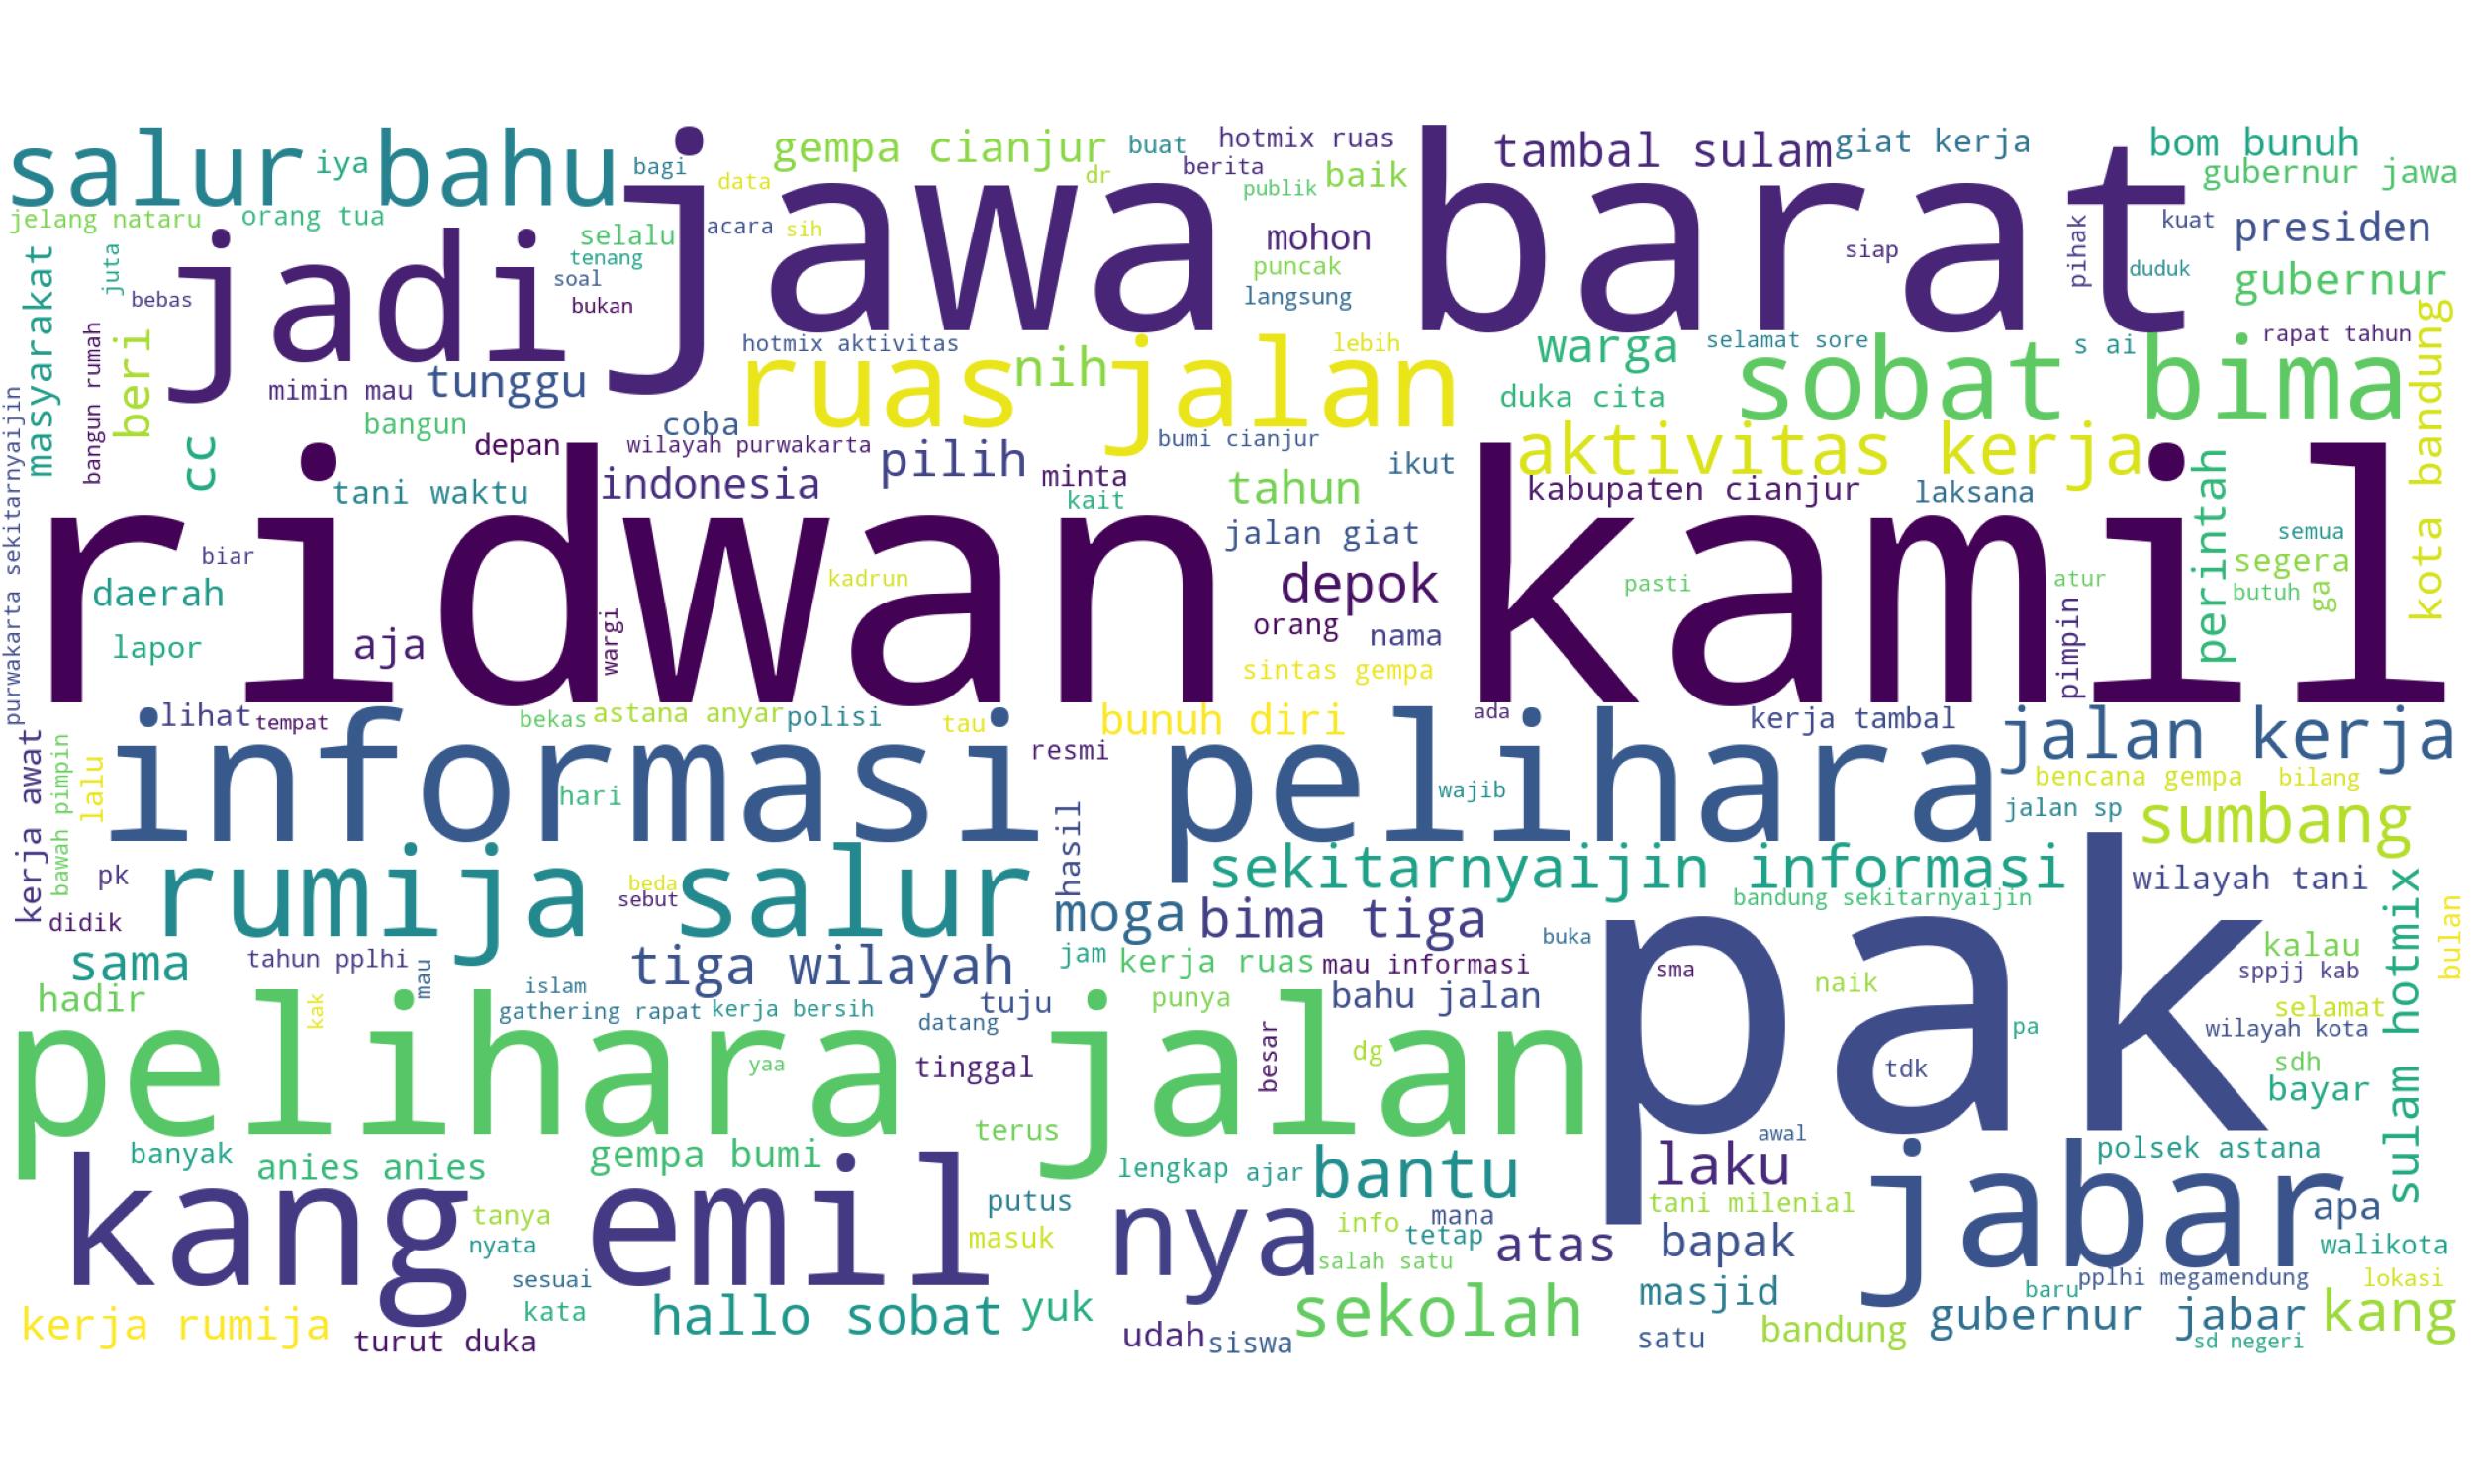 salur bahu
iya
bagi
gempa cianjur
buat
hotmix ruas
tambal sulam
giat kerja
bom bunuh
data
dr
berita
publik
baik
gubernur jawa
jelang nataru
orang tua
jawa barat
selalu
acara
sih
mohon
kuat
presiden
masyarakat
juta
jadi
tenang
soal
puncak
siap
pihak
duduk
gubernur
bebas
bukan
langsung
bangun rumah
beri
hotmix aktivitas
lebih
warga
selamat sore
s ai
rapat tahun
kota bandung
mimin mau
tunggu
ruas jalan
nih
sobat bima
duka cita
purwakarta sekitarnyaijin
cc
bangun
coba
depan
wilayah purwakarta
pilih
bumi cianjur
ikut
aktivitas kerja
tani waktu
indonesia
minta
kait
tahun
kabupaten cianjur
laksana
perintah
ridwan kamil
jalan giat
semua
biar
kadrun
depok
pasti
atur
segera
daerah
butuh
ga
wargi
orang
nama
pimpin
lapor
aja
sintas gempa
lihat
tempat
bekas
astana anyar
polisi
tau
bunuh diri
ada
kerja tambal
jalan kerja
kerja awat
bawah pimpin
lalu
informasi pelihara
resmi
hari
wajib
bencana gempa
bilang
jalan sp
sumbang
hasil
pk
rumija salur
beda
sebut
sekitarnyaijin informasi
wilayah tani
bandung sekitarnyaijin
didik
moga
bima tiga
pak
sulam hotmix
bulan
sama
tahun pplhi
mau
tiga wilayah
jam
kerja ruas
mau informasi
buka
sma
kalau
sppjj kab
hadir
kak
islam
gathering rapat
kerja bersih
tuju
punya
bahu jalan
naik
selamat
datang
wilayah kota
pelihara jalan
yaa
tinggal
besar
dg
tdk
pa
sdh
bayar
terus
awal
banyak
anies anies
gempa bumi
lengkap
ajar
bantu
laku
polsek astana
kang emil
putus
tani milenial
jabar
tanya
nya
info
mana
apa
nyata
masuk
tetap
atas
bapak
walikota
salah satu
sesuai
masjid
baru
pplhi megamendung
lokasi
kerja rumija
kata
hallo sobat
yuk
sekolah
gubernur jabar
kang
turut duka
udah
siswa
satu
bandung
sd negeri